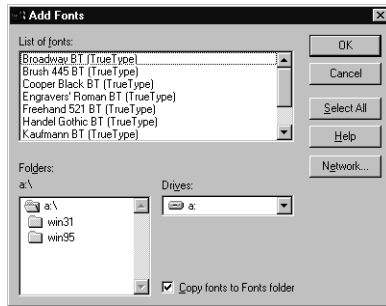 Add Fonts
List of fonts:
Broadway BT (TrueType)
Brush 445 BT (TrueType)
Cooper Black BT (TrueType)
Engravers' Roman BT (TrueType)
Freehand 521 BT (TrueType)
Handel Gothic BT (TrueType)
Kaufmann BT (TrueType)
OK
Cancel
Select All
Help
Network...
Folders:
a:\
a:\
win31
win95
Drives:
a:
Copy fonts to Fonts folder